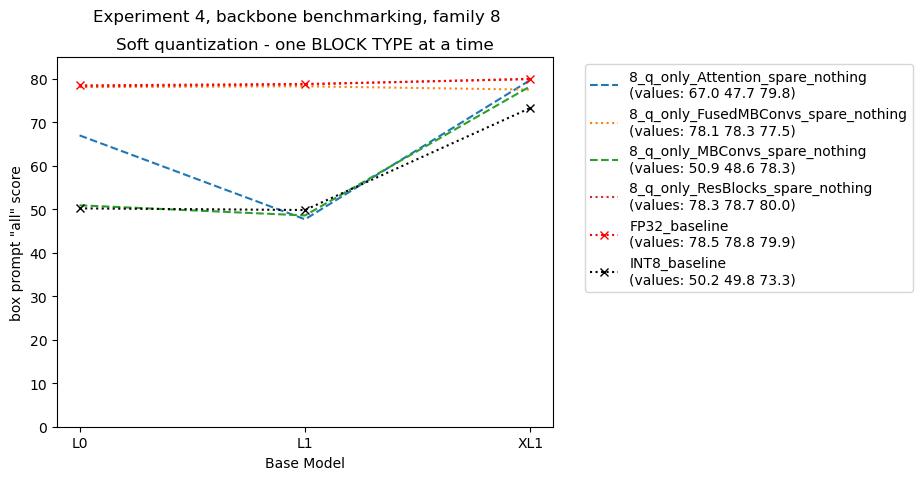 Experiment 4, backbone benchmarking, family 8
Soft quantization - one BLOCK TYPE at a time
80
70
60
50
40
30
20
10
0
box prompt "all" score
L0
L1
XL1
Base Model
8_q_only_Attention_spare_nothing
(values: 67.0 47.7 79.8)
8_q_only_FusedMBConvs_spare_nothing
(values: 78.1 78.3 77.5)
8_q_only_MBConvs_spare_nothing
(values: 50.9 48.6 78.3)
8_q_only_ResBlocks_spare_nothing
(values: 78.3 78.7 80.0)
FP32_baseline
(values: 78.5 78.8 79.9)
INT8_baseline
(values: 50.2 49.8 73.3)